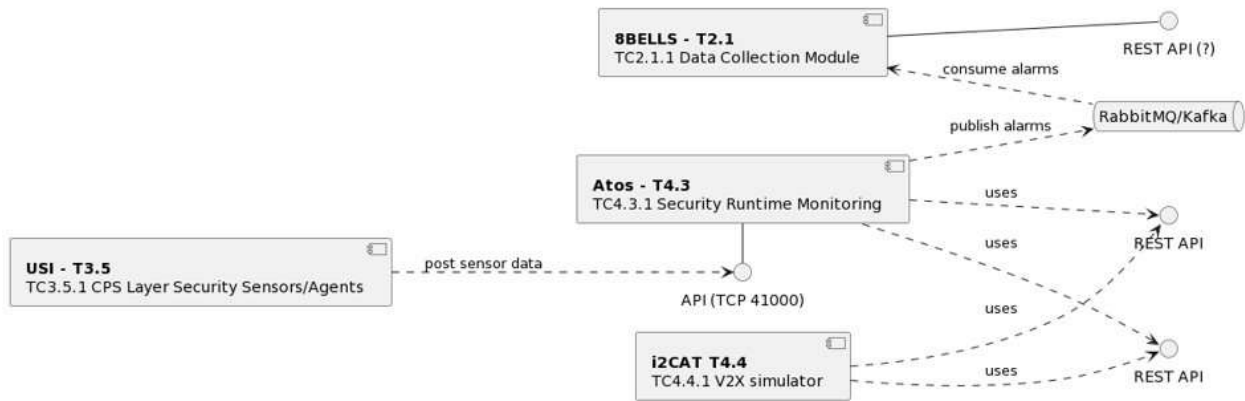 8BELLS - T2.1
TC2.1.1 Data Collection Module
REST API (?)
consume alarms
RabbitMQ/Kafka
publish alarms
Atos - T4.3
TC4.3.1 Security Runtime Monitoring
uses
REST API
uses
USI - T3.5
TC3.5.1 CPS Layer Security Sensors/Agents
post sensor data
API (TCP 41000)
uses
i2CAT T4.4
TC4.4.1 V2X simulator
uses
REST API